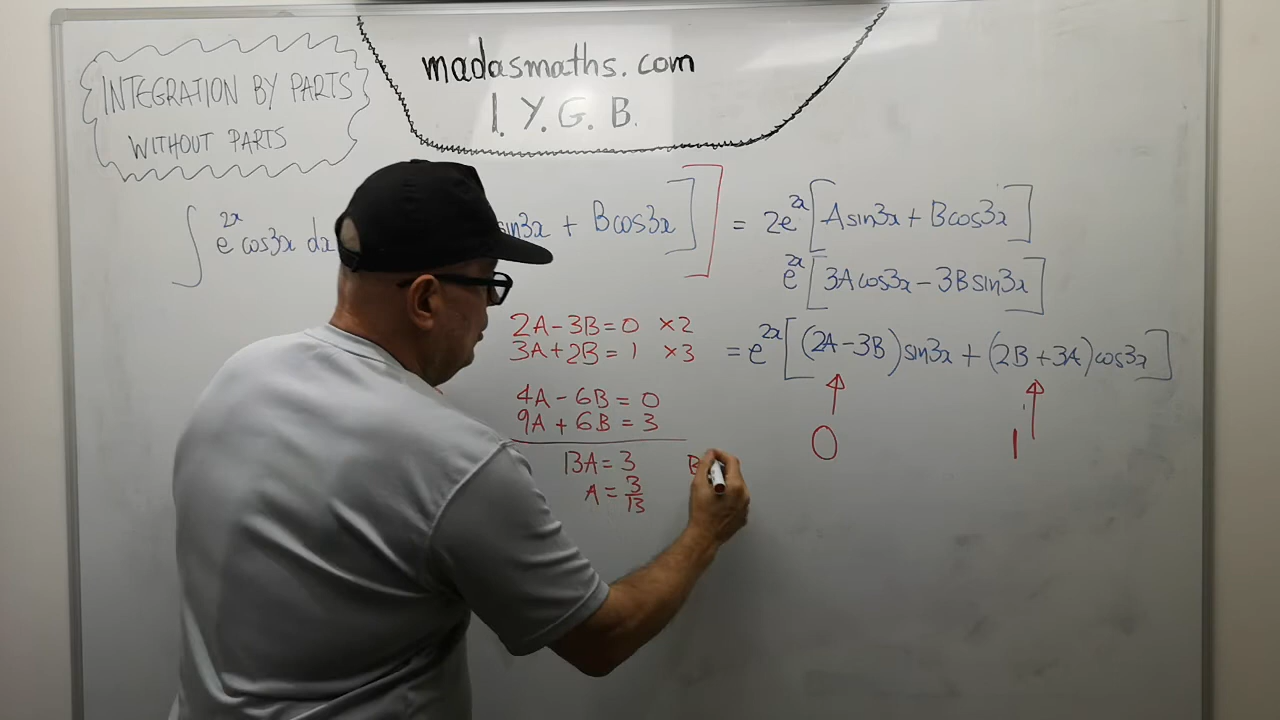 INTEGRATION BY PARTS
WITHOUT PARTS
madasmaths.com
I. Y. G. B.
∫ e^{2x} cos3x dx
sin3x + Bcos3x ] ] = 2e^{2x} [ Asin3x + Bcos3x ]
e^{2x} [ 3Acos3x - 3Bsin3x ]
= e^{2x} [ (2A-3B) sin3x + (2B+3A) cos3x ]
0 1
2A-3B=0 ×2
3A+2B=1 ×3
4A-6B=0
9A+6B=3
13A=3
A=3/13
B